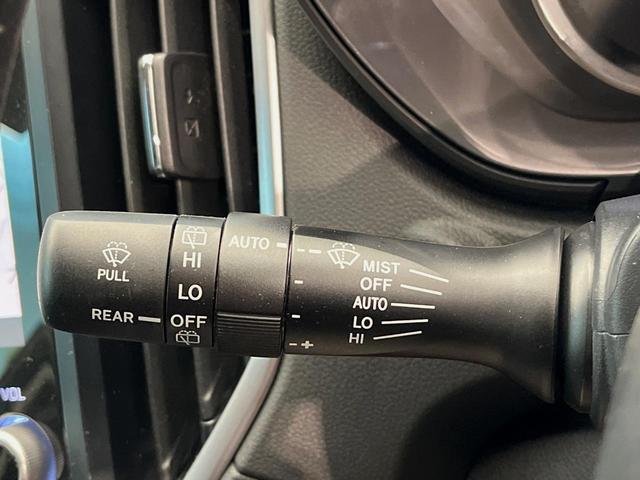 PULL
REAR
HI
LO
OFF
AUTO
- +
MIST
OFF
AUTO
LO
HI
VOL